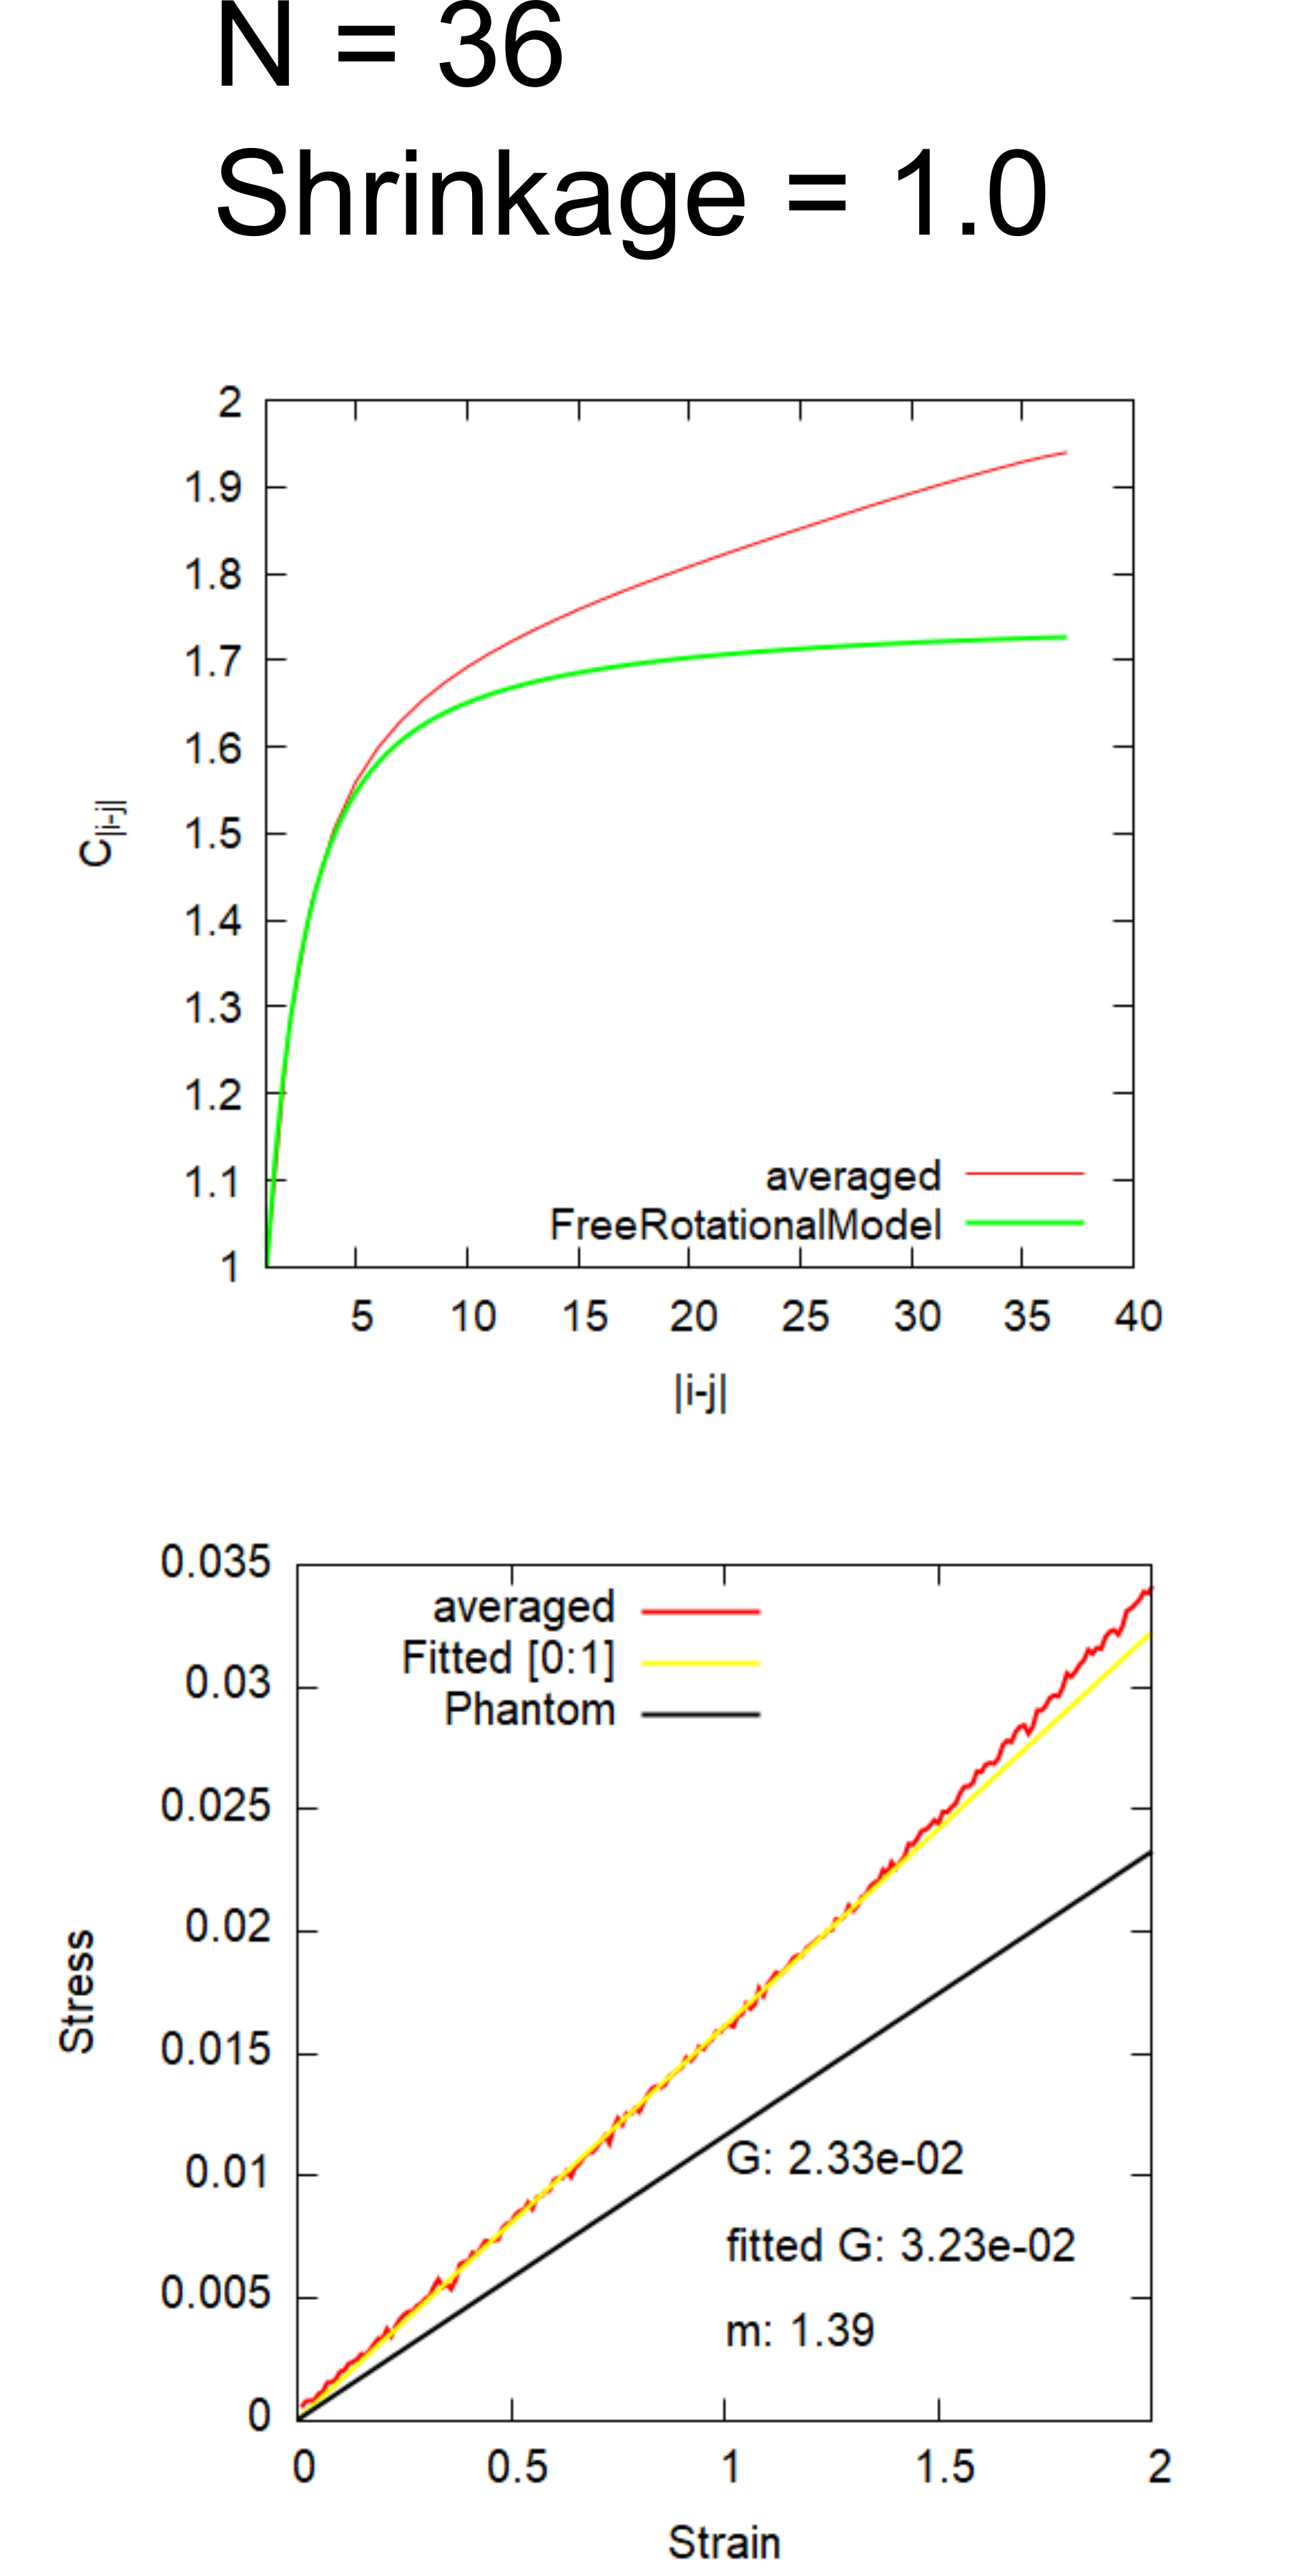 N = 36
Shrinkage = 1.0
2
1.9
1.8
1.7
1.6
1.5
1.4
1.3
1.2
1.1
1
C|i-j|
averaged
FreeRotationalModel
5 10 15 20 25 30 35 40
|i-j|
0.035
0.03
0.025
0.02
0.015
0.01
0.005
0
Stress
averaged
Fitted [0:1]
Phantom
G: 2.33e-02
fitted G: 3.23e-02
m: 1.39
0 0.5 1 1.5 2
Strain